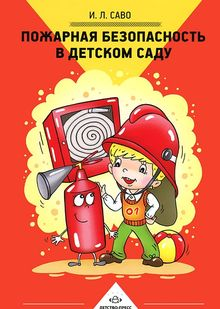 И. Л. САВО
ПОЖАРНАЯ БЕЗОПАСНОСТЬ
В ДЕТСКОМ САДУ
01
ДЕТСТВО-ПРЕСС